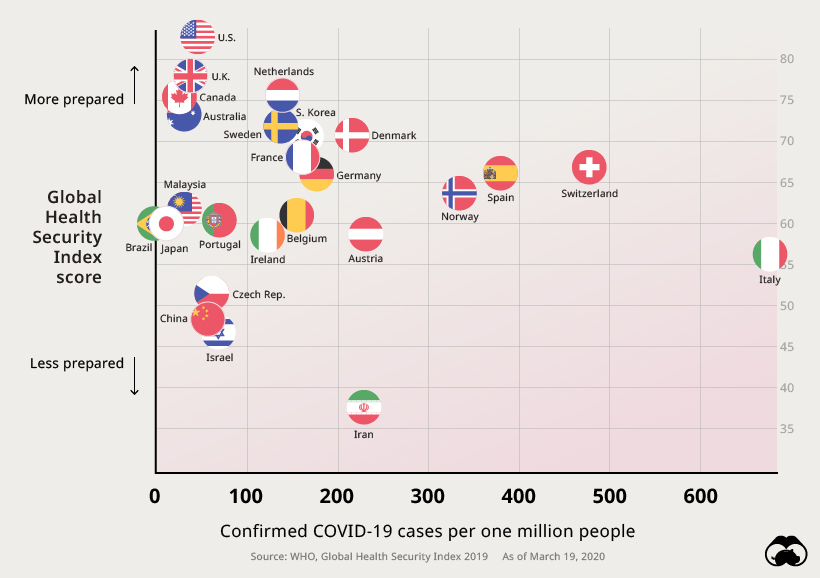 U.S.
80
U.K.
Netherlands
More prepared
Canada
75
S. Korea
Australia
Sweden
Denmark
70
France
Germany
65
Malaysia
Switzerland
Spain
Norway
Global
Health
Security
Index
score
60
Brazil
Japan
Portugal
Belgium
Ireland
Austria
55
Italy
Czech Rep.
50
China
45
Israel
Less prepared
40
Iran
35
0
100
200
300
400
500
600
Confirmed COVID-19 cases per one million people
Source: WHO, Global Health Security Index 2019 As of March 19, 2020